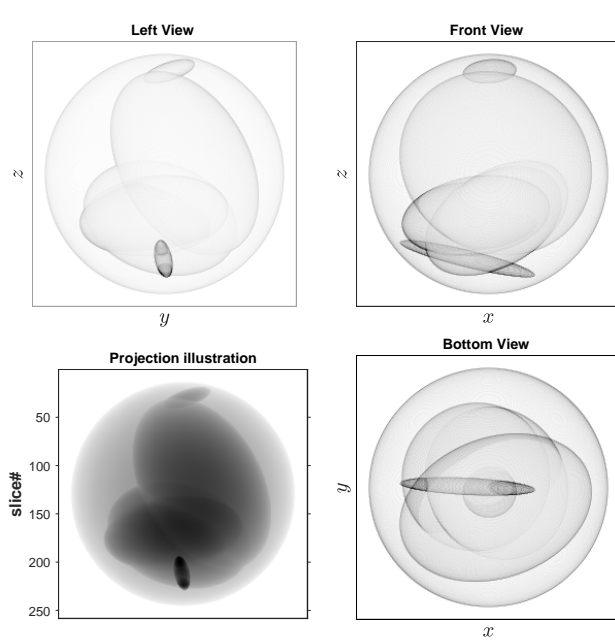 Left View
Front View
z
z
y
x
Projection illustration
Bottom View
50
100
150
200
250
slice#
y
x